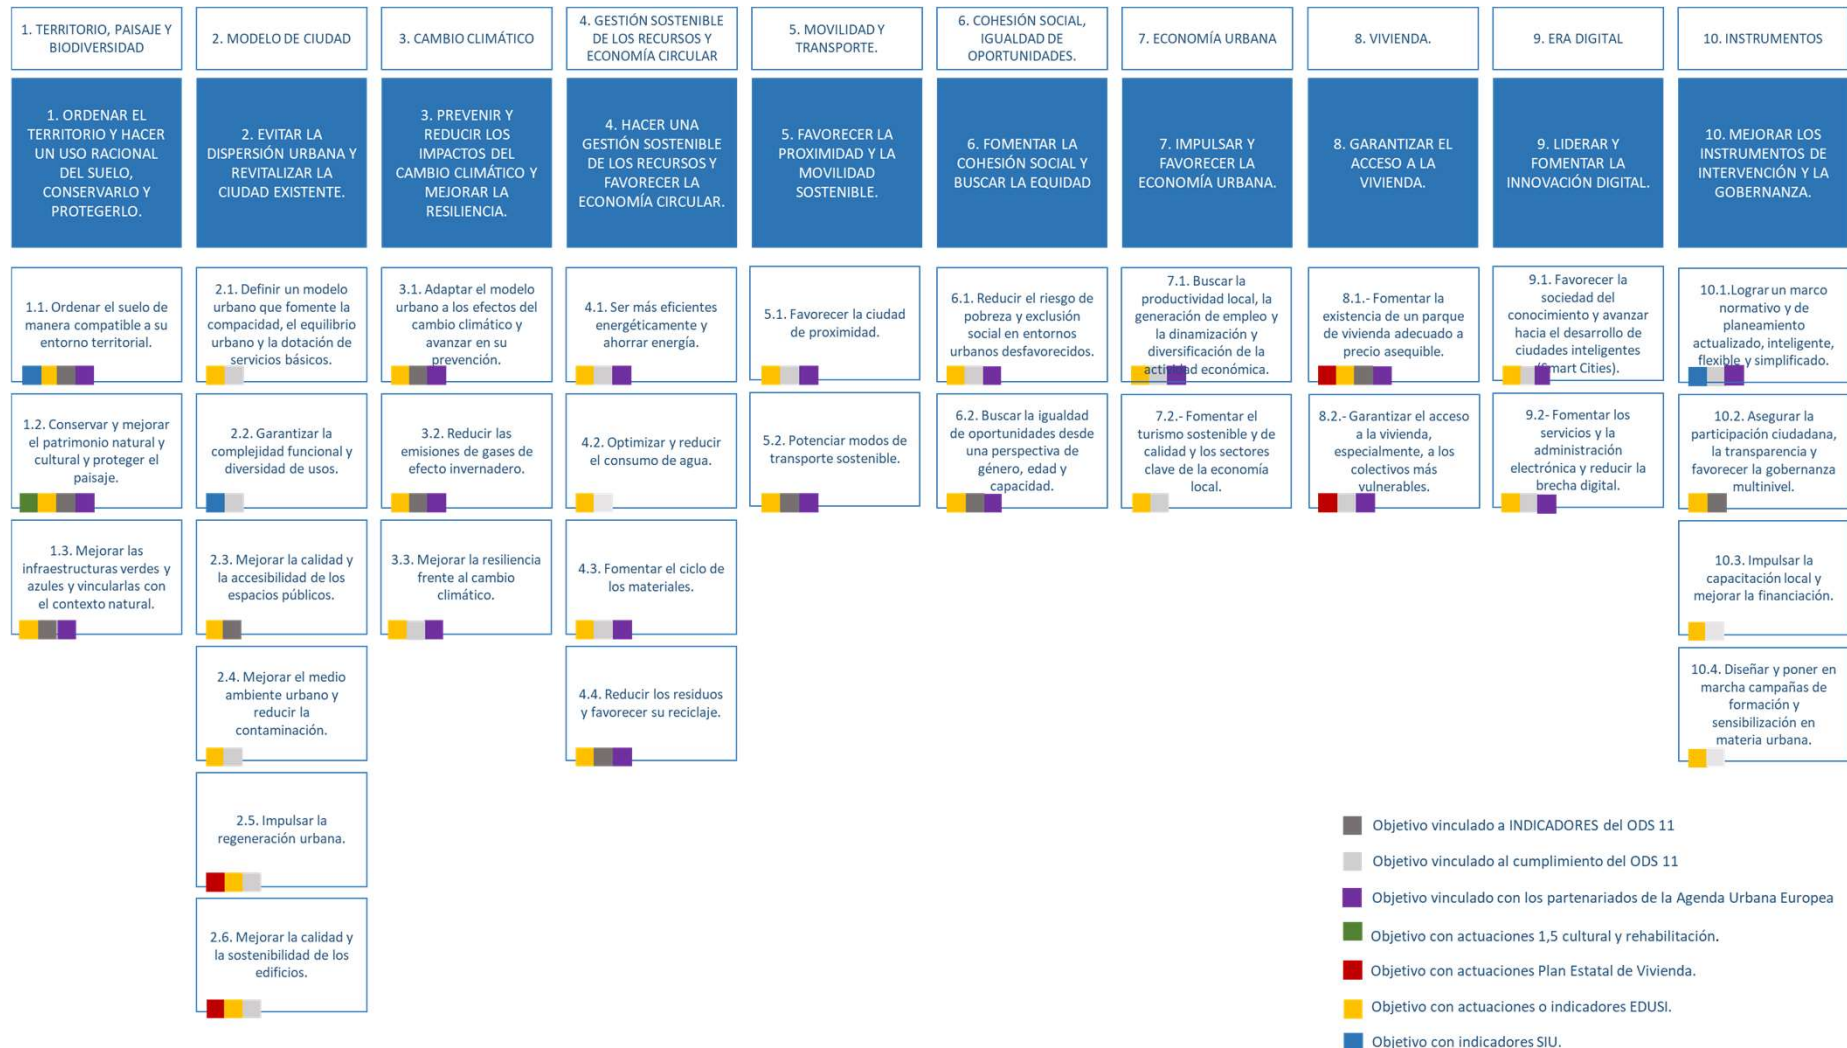 1. TERRITORIO, PAISAJE Y
BIODIVERSIDAD
2. MODELO DE CIUDAD
3. CAMBIO CLIMÁTICO
4. GESTIÓN SOSTENIBLE
DE LOS RECURSOS Y
ECONOMÍA CIRCULAR
5. MOVILIDAD Y
TRANSPORTE.
6. COHESIÓN SOCIAL,
IGUALDAD DE
OPORTUNIDADES.
7. ECONOMÍA URBANA
8. VIVIENDA.
9. ERA DIGITAL
10. INSTRUMENTOS
1. ORDENAR EL
TERRITORIO Y HACER
UN USO RACIONAL
DEL SUELO,
CONSERVARLO Y
PROTEGERLO.
2. EVITAR LA
DISPERSIÓN URBANA Y
REVITALIZAR LA
CIUDAD EXISTENTE.
3. PREVENIR Y
REDUCIR LOS
IMPACTOS DEL
CAMBIO CLIMÁTICO Y
MEJORAR LA
RESILIENCIA.
4. HACER UNA
GESTIÓN SOSTENIBLE
DE LOS RECURSOS Y
FAVORECER LA
ECONOMÍA CIRCULAR.
5. FAVORECER LA
PROXIMIDAD Y LA
MOVILIDAD
SOSTENIBLE.
6. FOMENTAR LA
COHESIÓN SOCIAL Y
BUSCAR LA EQUIDAD
7. IMPULSAR Y
FAVORECER LA
ECONOMÍA URBANA.
8. GARANTIZAR EL
ACCESO A LA
VIVIENDA.
9. LIDERAR Y
FOMENTAR LA
INNOVACIÓN DIGITAL.
10. MEJORAR LOS
INSTRUMENTOS DE
INTERVENCIÓN Y LA
GOBERNANZA.
1.1. Ordenar el suelo de
manera compatible a su
entorno territorial.
2.1. Definir un modelo
urbano que fomente la
compacidad, el equilibrio
urbano y la dotación de
servicios básicos.
3.1. Adaptar el modelo
urbano a los efectos del
cambio climático y
avanzar en su
prevención.
4.1. Ser más eficientes
energéticamente y
ahorrar energía.
5.1. Favorecer la ciudad
de proximidad.
6.1. Reducir el riesgo de
pobreza y exclusión
social en entornos
urbanos desfavorecidos.
7.1. Buscar la
productividad local, la
generación de empleo y
la dinamización y
diversificación de la
actividad económica.
8.1.- Fomentar la
existencia de un parque
de vivienda adecuado a
precio asequible.
9.1. Favorecer la
sociedad del
conocimiento y avanzar
hacia el desarrollo de
ciudades inteligentes
(Smart Cities).
10.1.Lograr un marco
normativo y de
planeamiento
actualizado, inteligente,
flexible y simplificado.
1.2. Conservar y mejorar
el patrimonio natural y
cultural y proteger el
paisaje.
2.2. Garantizar la
complejidad funcional y
diversidad de usos.
3.2. Reducir las
emisiones de gases de
efecto invernadero.
4.2. Optimizar y reducir
el consumo de agua.
5.2. Potenciar modos de
transporte sostenible.
6.2. Buscar la igualdad
de oportunidades desde
una perspectiva de
género, edad y
capacidad.
7.2.- Fomentar el
turismo sostenible y de
calidad y los sectores
clave de la economía
local.
8.2.- Garantizar el acceso
a la vivienda,
especialmente, a los
colectivos más
vulnerables.
9.2- Fomentar los
servicios y la
administración
electrónica y reducir la
brecha digital.
10.2. Asegurar la
participación ciudadana,
la transparencia y
favorecer la gobernanza
multinivel.
1.3. Mejorar las
infraestructuras verdes y
azules y vincularlas con
el contexto natural.
2.3. Mejorar la calidad y
la accesibilidad de los
espacios públicos.
3.3. Mejorar la resiliencia
frente al cambio
climático.
4.3. Fomentar el ciclo de
los materiales.
10.3. Impulsar la
capacitación local y
mejorar la financiación.
2.4. Mejorar el medio
ambiente urbano y
reducir la
contaminación.
4.4. Reducir los residuos
y favorecer su reciclaje.
10.4. Diseñar y poner en
marcha campañas de
formación y
sensibilización en
materia urbana.
2.5. Impulsar la
regeneración urbana.
2.6. Mejorar la calidad y
la sostenibilidad de los
edificios.
Objetivo vinculado a INDICADORES del ODS 11
Objetivo vinculado al cumplimiento del ODS 11
Objetivo vinculado con los partenariados de la Agenda Urbana Europea
Objetivo con actuaciones 1,5 cultural y rehabilitación.
Objetivo con actuaciones Plan Estatal de Vivienda.
Objetivo con actuaciones o indicadores EDUSI.
Objetivo con indicadores SIU.